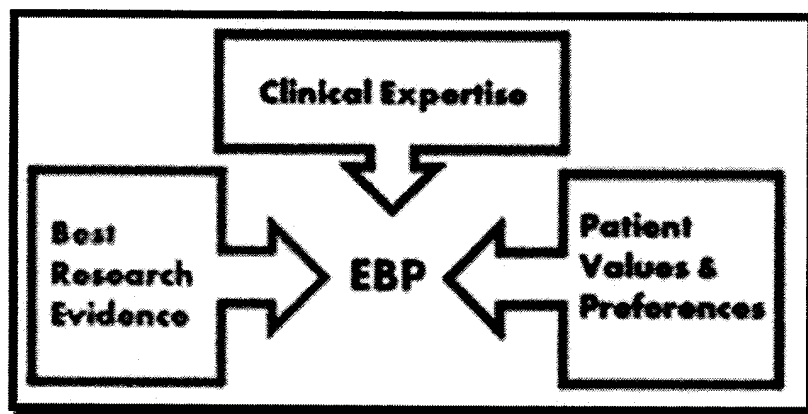 Clinical Expertise
Best
Research
Evidence
EBP
Patient
Values &
Preferences